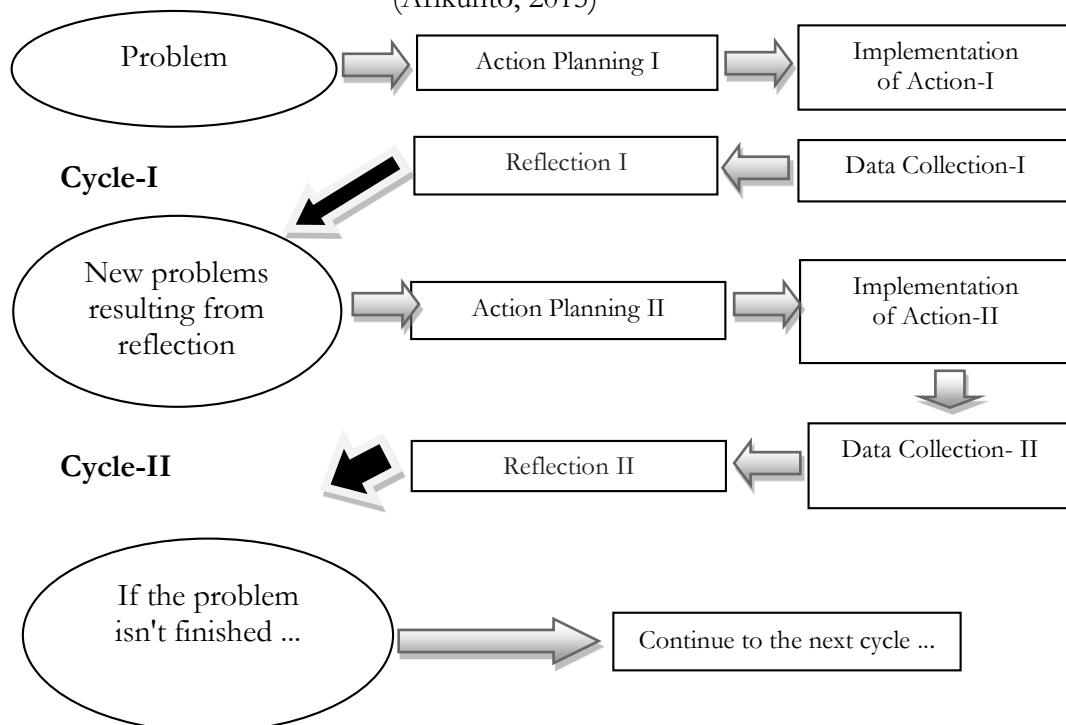 (Arikunto, 2013)
Problem
Action Planning I
Implementation
of Action-I
Cycle-I
Reflection I
Data Collection-I
New problems
resulting from
reflection
Action Planning II
Implementation
of Action-II
Cycle-II
Reflection II
Data Collection- II
If the problem
isn't finished ...
Continue to the next cycle ...